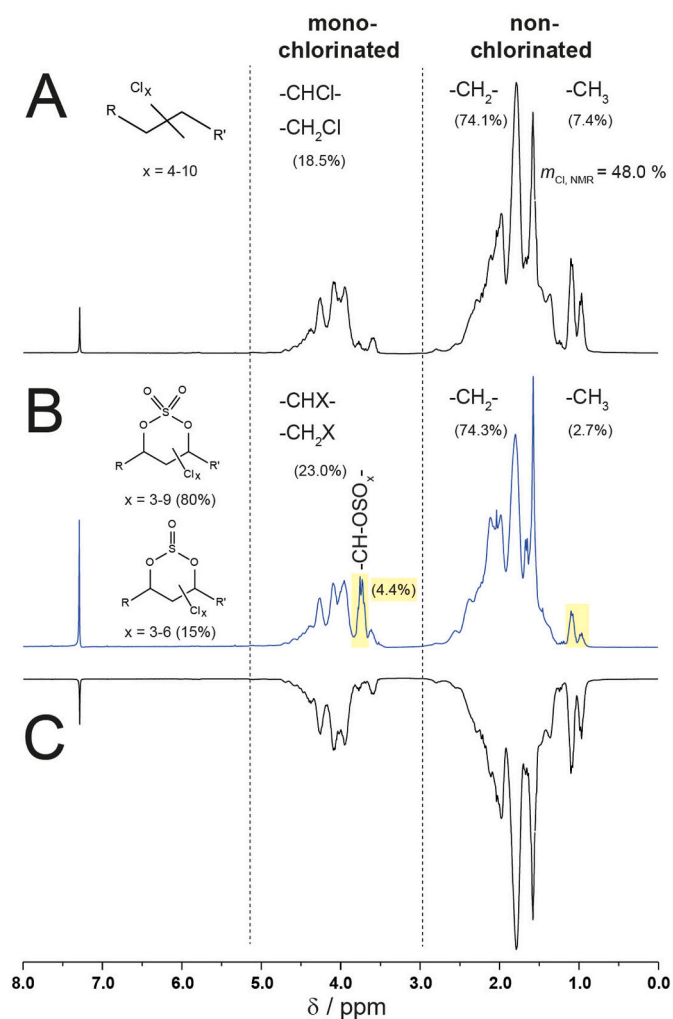 mono-
chlorinated
non-
chlorinated
A
Clx
R
R'
x = 4-10
-CHCl-
-CH2Cl
(18.5%)
-CH2-
(74.1%)
-CH3
(7.4%)
mCl, NMR = 48.0 %
B
O
O
S
O
O
R
R'
Clx
x = 3-9 (80%)
O
S
O
O
R
R'
Clx
x = 3-6 (15%)
-CHX-
-CH2X
(23.0%)
-CH-OSOx-
(4.4%)
-CH2-
(74.3%)
-CH3
(2.7%)
C
8.0 7.0 6.0 5.0 4.0 3.0 2.0 1.0 0.0
δ / ppm